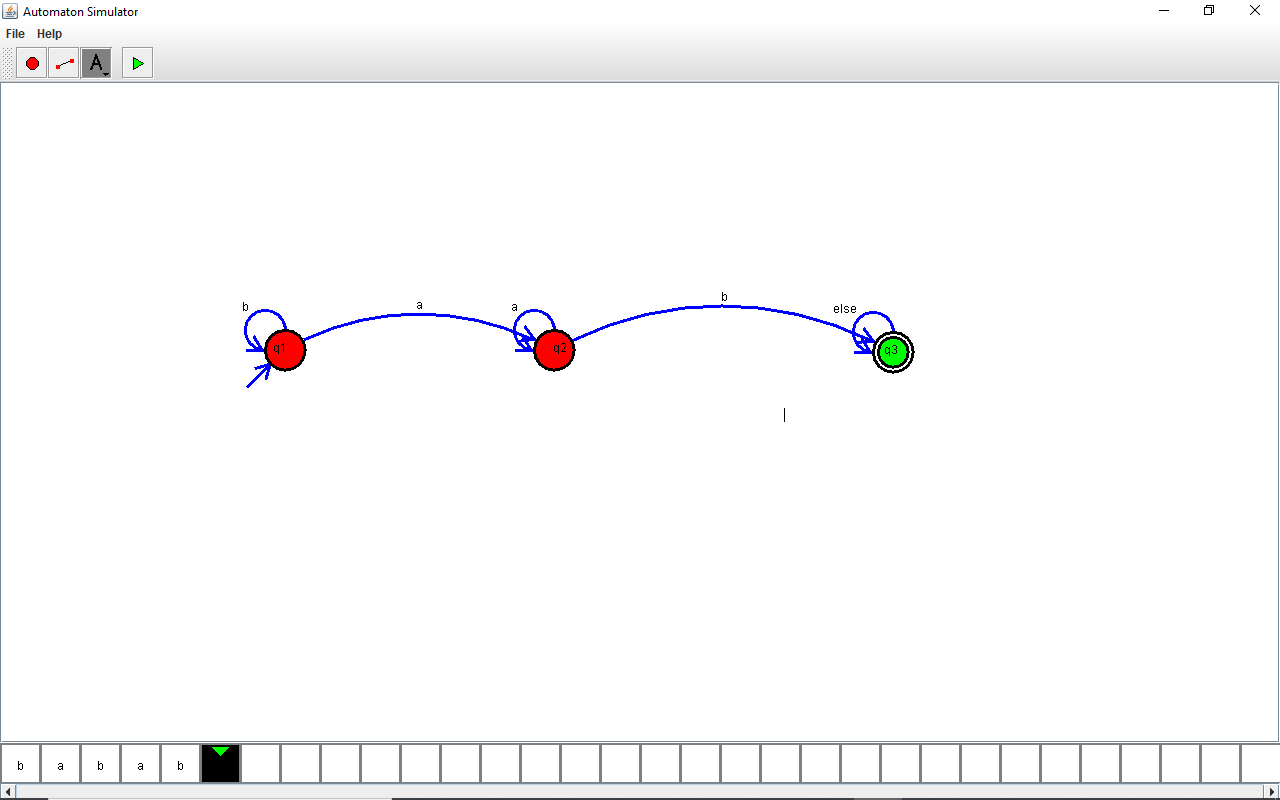 Automaton Simulator
File Help
A
b a a b else
q1 q2 q3
b a b a b